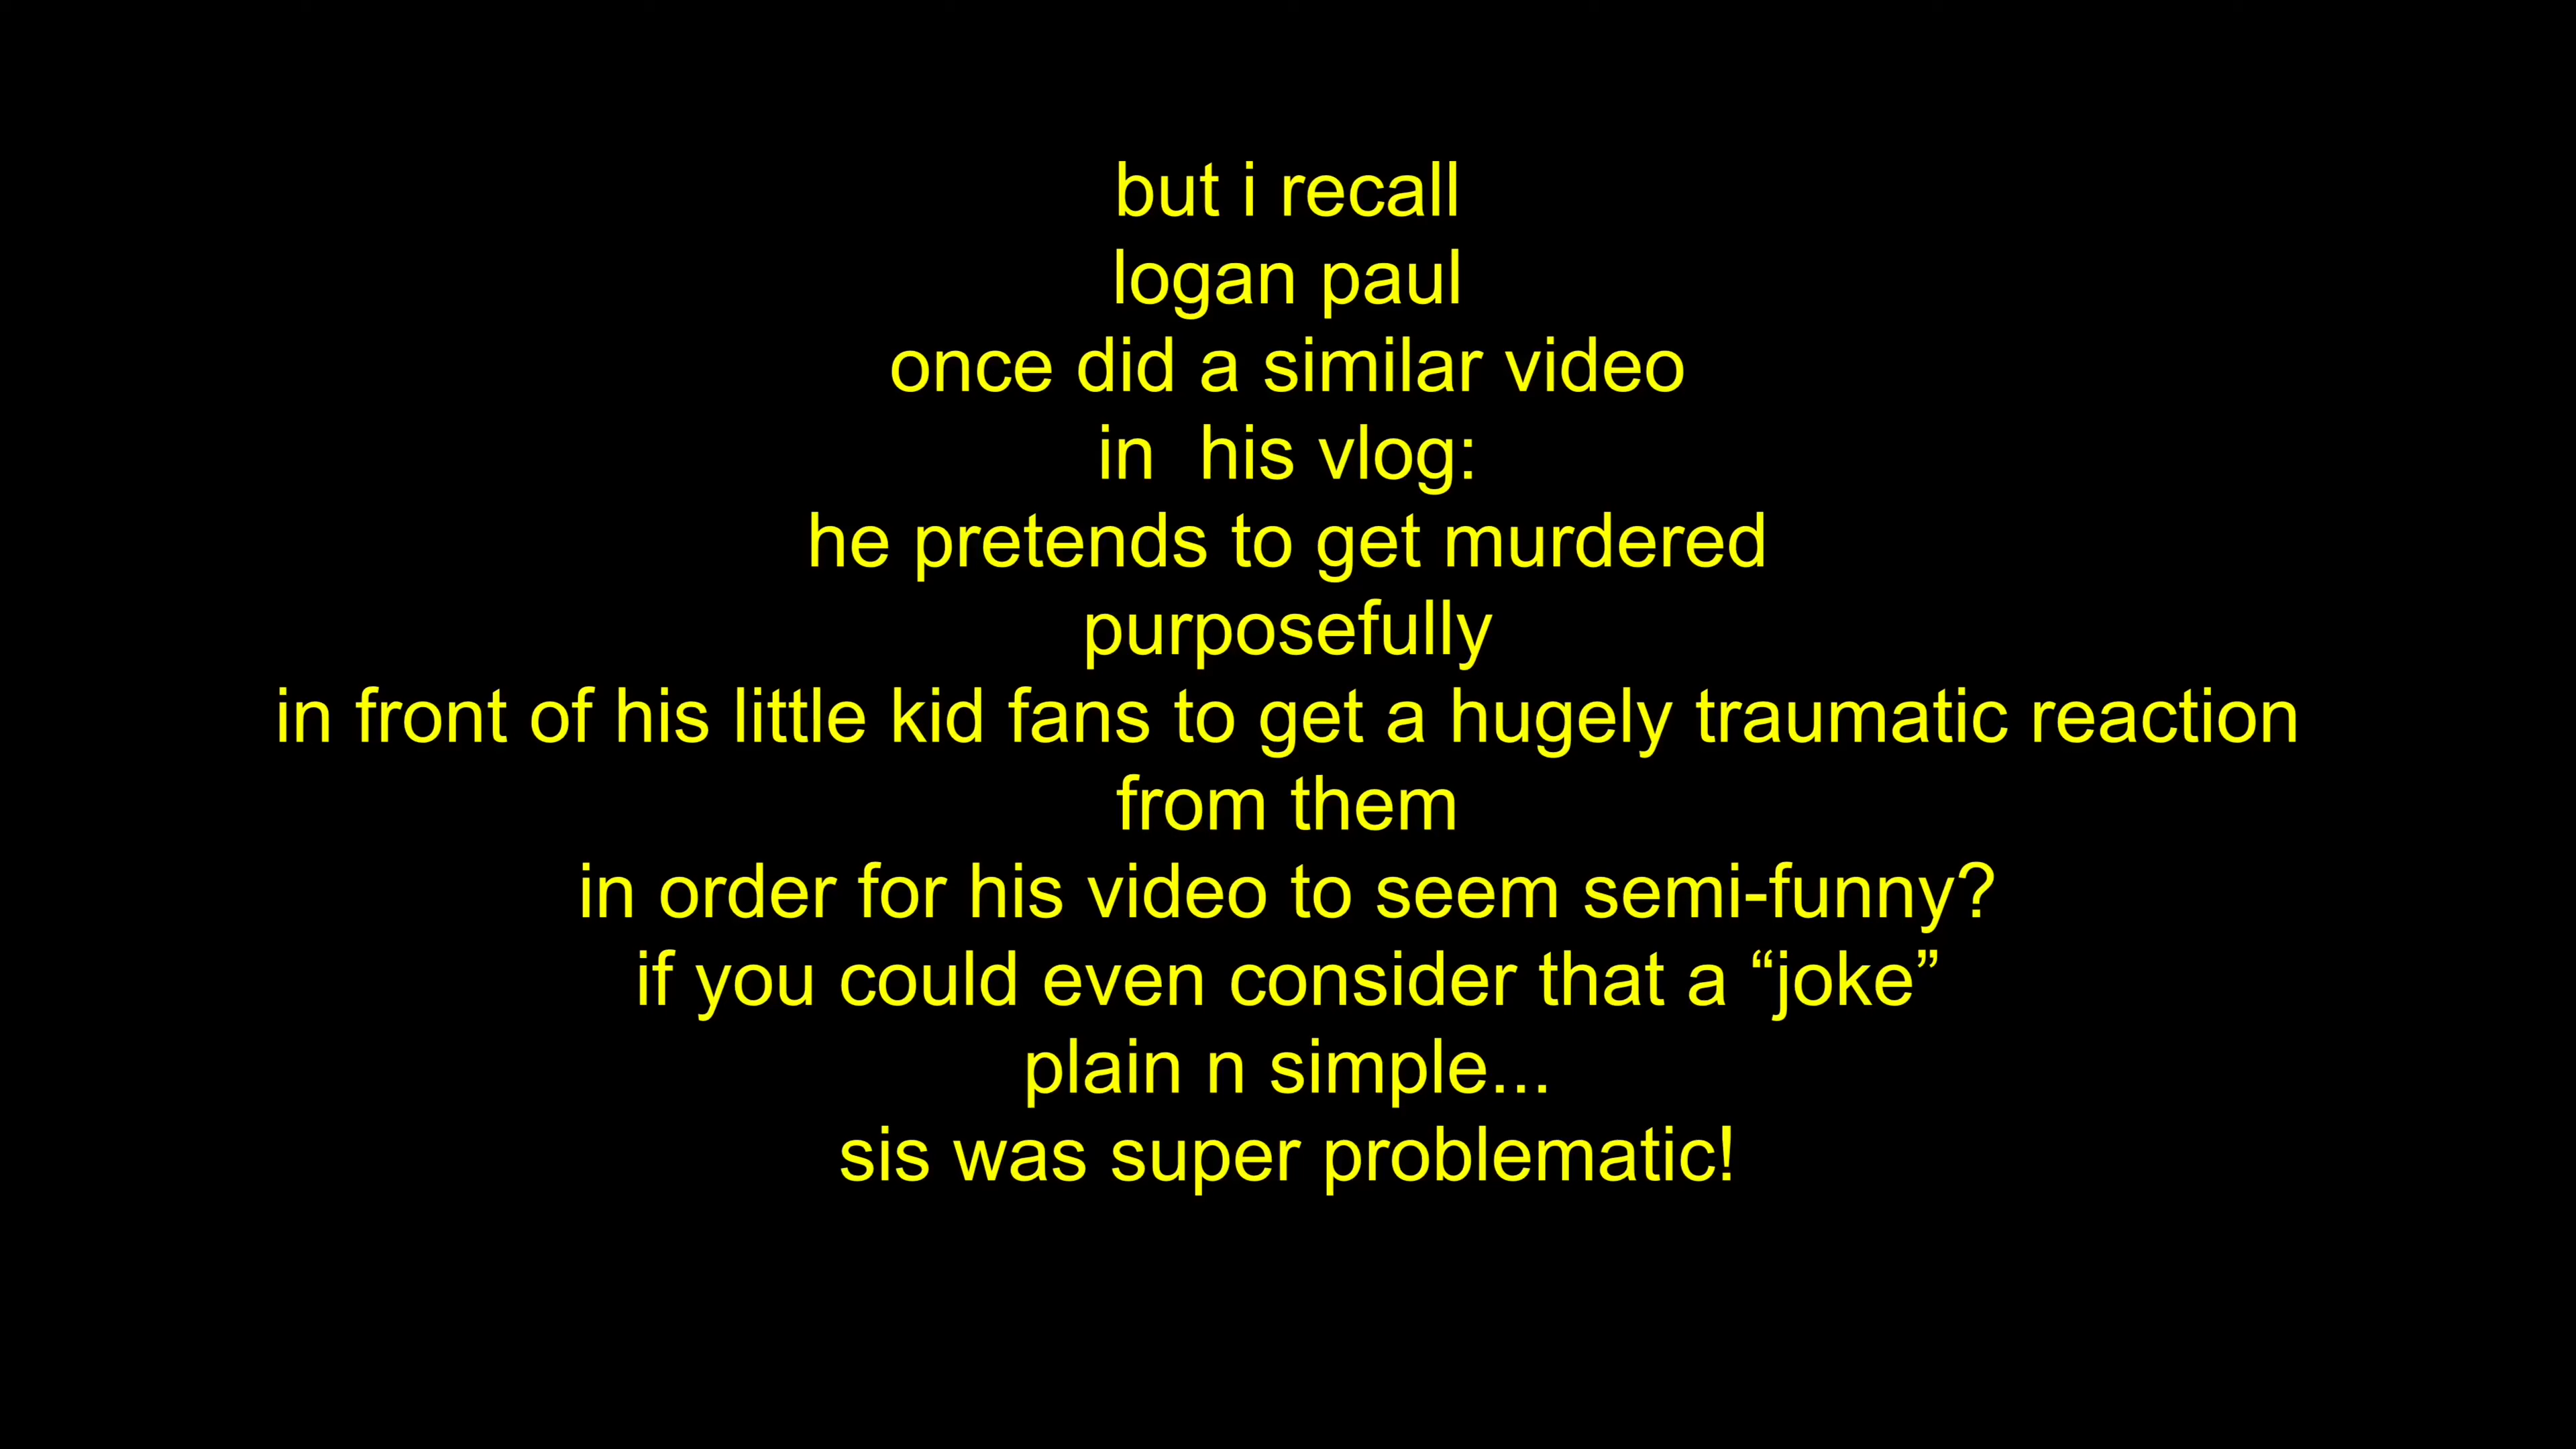 but i recall
logan paul
once did a similar video
in  his vlog:
he pretends to get murdered
purposefully
in front of his little kid fans to get a hugely traumatic reaction
from them
in order for his video to seem semi-funny?
if you could even consider that a “joke”
plain n simple...
sis was super problematic!